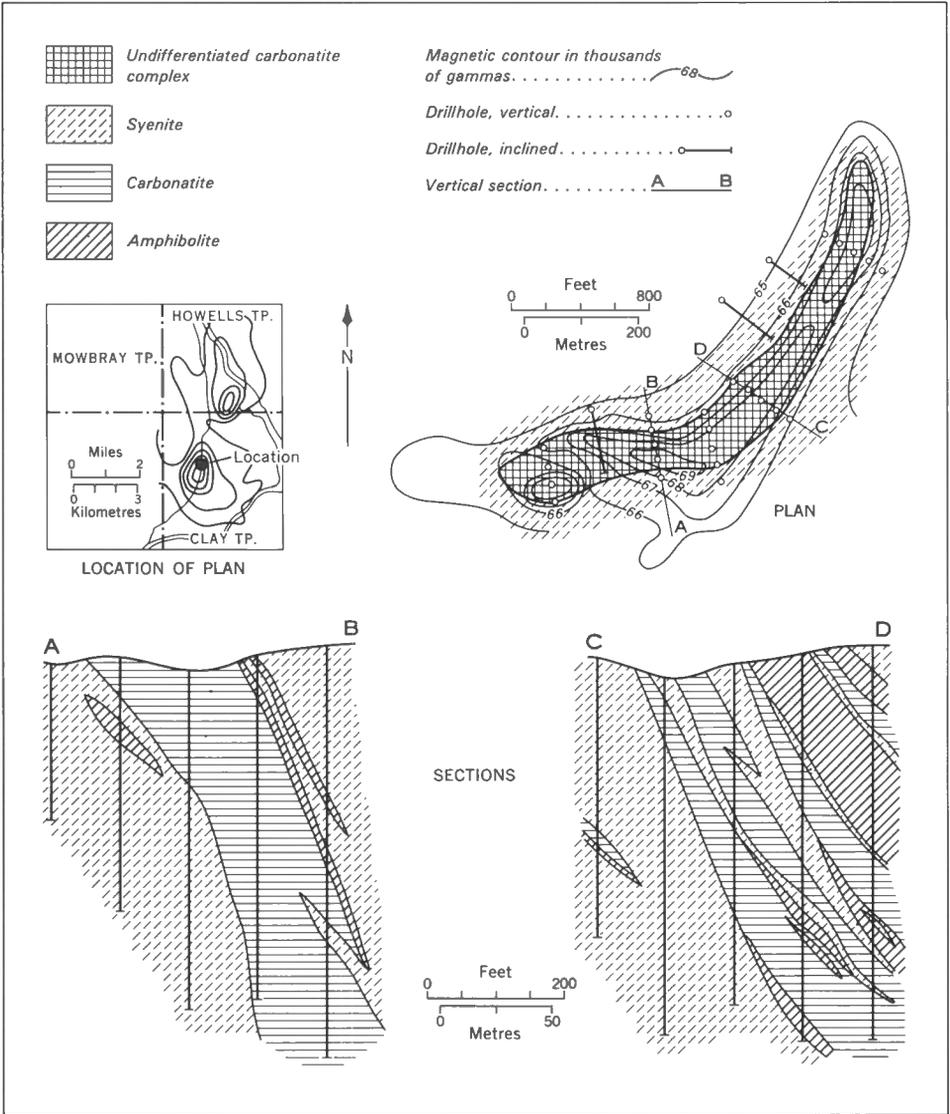 Undifferentiated carbonatite
complex
Syenite
Carbonatite
Amphibolite
Magnetic contour in thousands
of gammas. . . . . . . . . . . . . 68
Drillhole, vertical. . . . . . . . . . . . . . . . .
Drillhole, inclined . . . . . . . . . . .
Vertical section. . . . . . . . . . A B
HOWELLS TP.
MOWBRAY TP.
Location
Miles
0 2
0 3
Kilometres
CLAY TP.
LOCATION OF PLAN
N
Feet
0 800
0 200
Metres
65
66
D
B
C
69
68
67
66
66
A
PLAN
A B
C D
SECTIONS
Feet
0 200
0 50
Metres